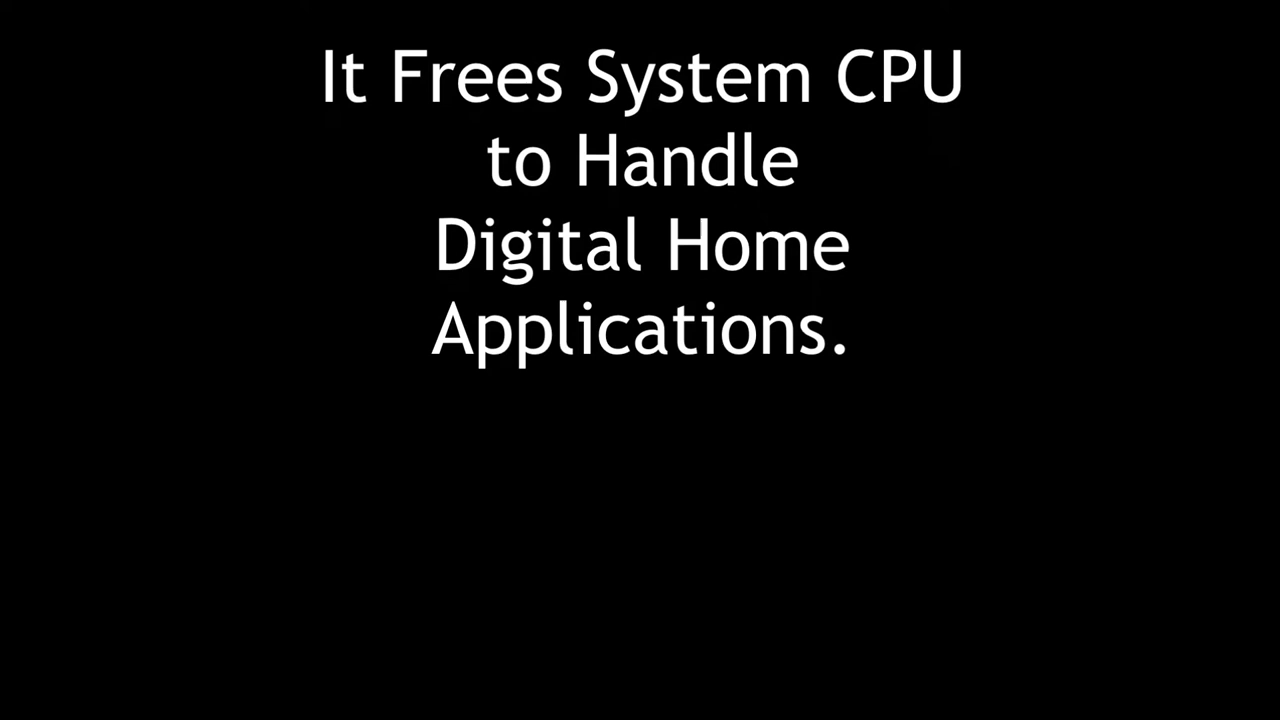 It Frees System CPU
to Handle
Digital Home
Applications.